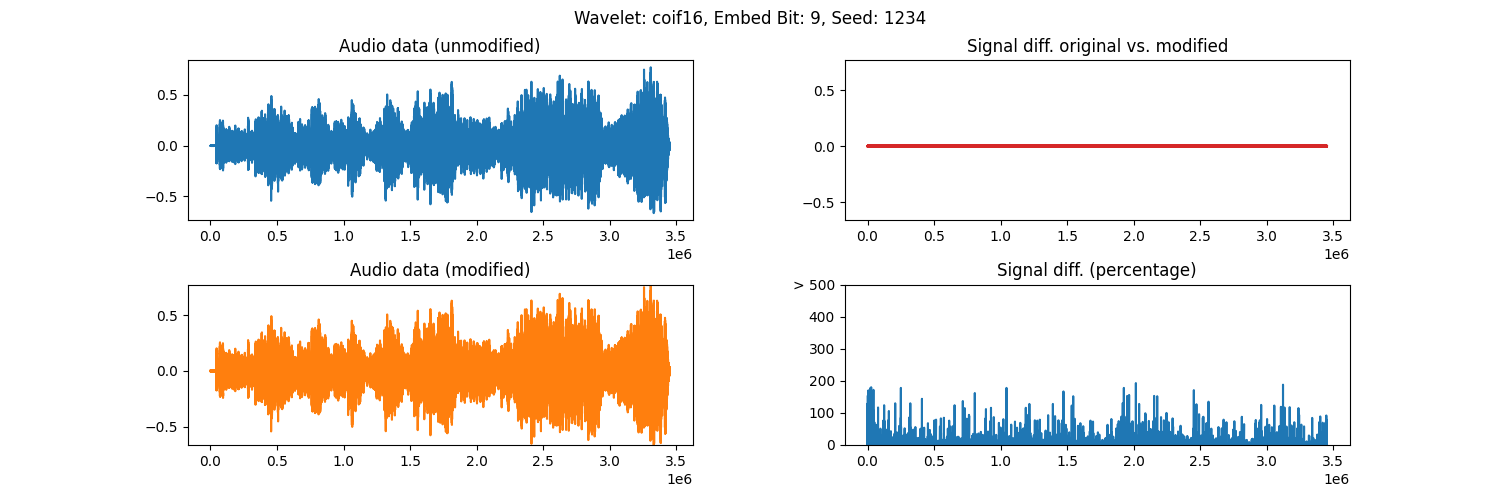 Wavelet: coif16, Embed Bit: 9, Seed: 1234
Audio data (unmodified)
0.5
0.0
−0.5
0.0 0.5 1.0 1.5 2.0 2.5 3.0 3.5
1e6
Signal diff. original vs. modified
0.5
0.0
−0.5
0.0 0.5 1.0 1.5 2.0 2.5 3.0 3.5
1e6
Audio data (modified)
0.5
0.0
−0.5
0.0 0.5 1.0 1.5 2.0 2.5 3.0 3.5
1e6
Signal diff. (percentage)
> 500
400
300
200
100
0
0.0 0.5 1.0 1.5 2.0 2.5 3.0 3.5
1e6